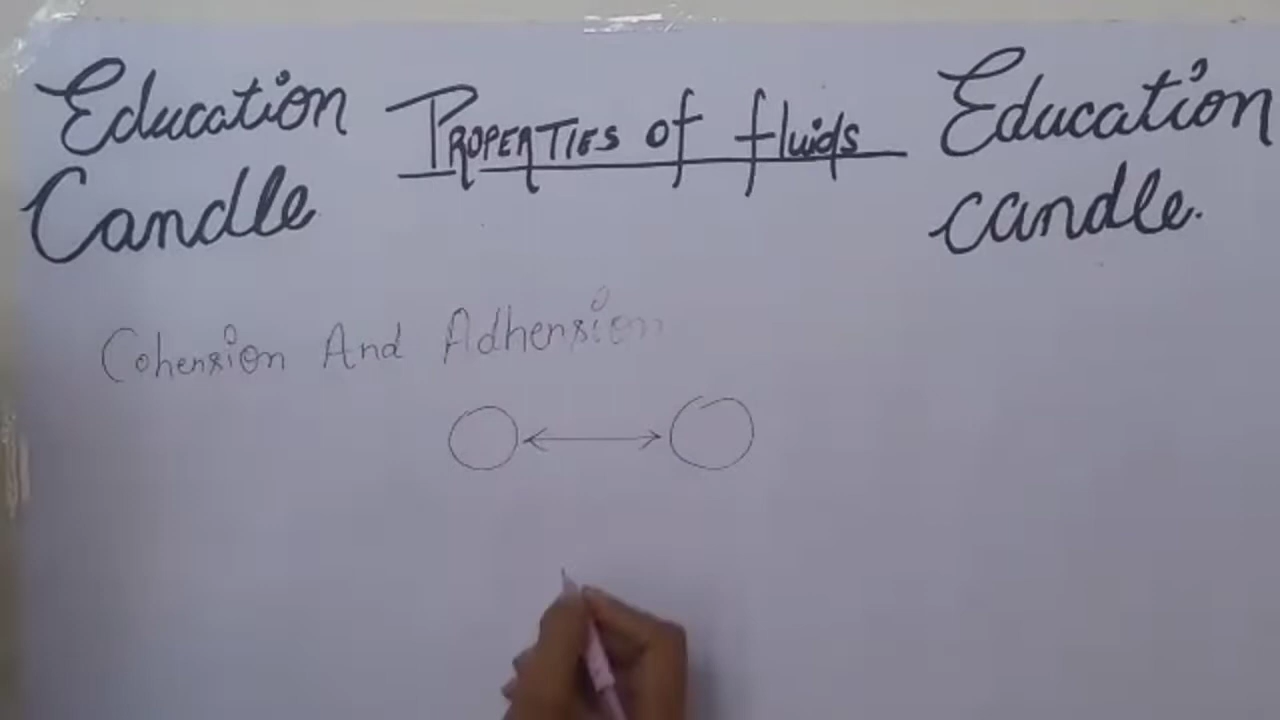 Education
Candle
PROPERTIES of fluids
Education
candle.
Cohension And Adhension